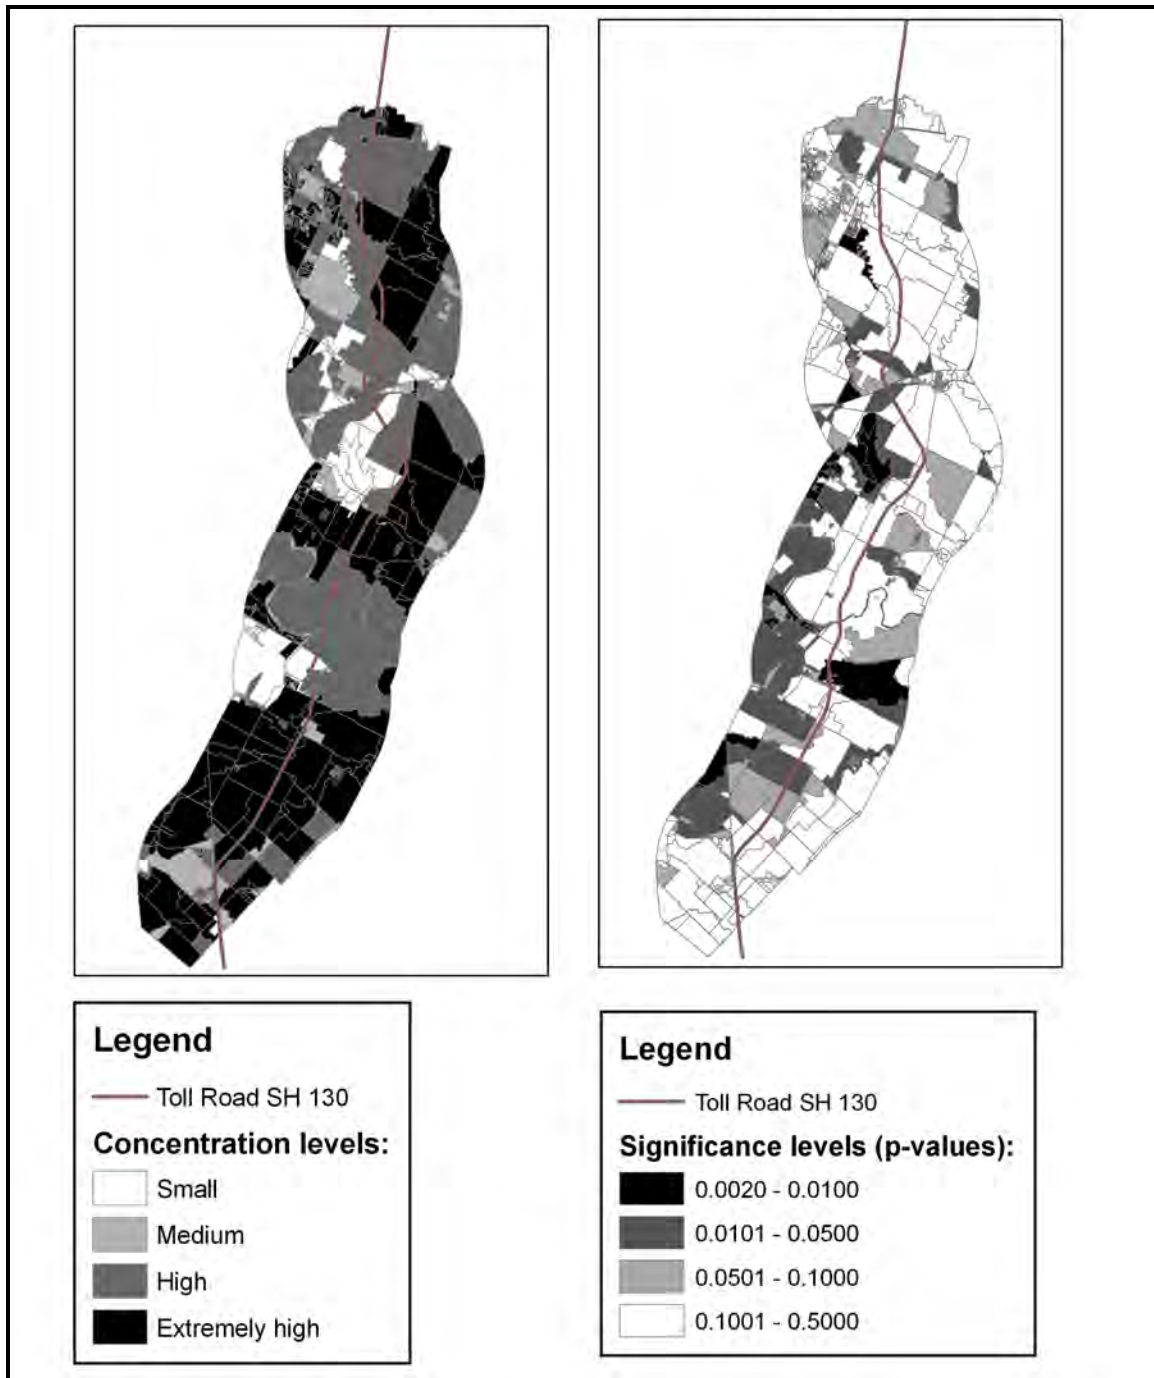 Legend
Toll Road SH 130
Concentration levels:
Small
Medium
High
Extremely high
Legend
Toll Road SH 130
Significance levels (p-values):
0.0020 - 0.0100
0.0101 - 0.0500
0.0501 - 0.1000
0.1001 - 0.5000